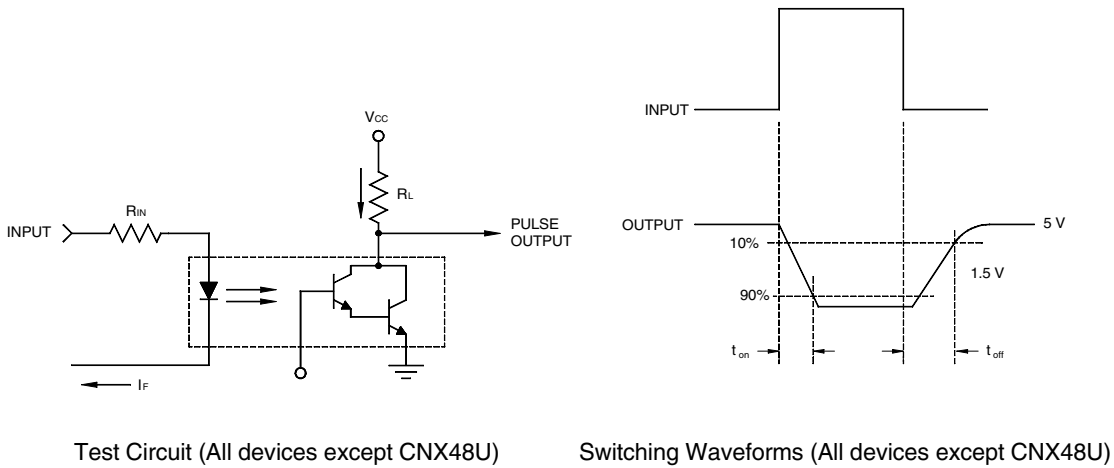 VCC
RL
RIN
INPUT
PULSE
OUTPUT
IF
Test Circuit (All devices except CNX48U)
INPUT
OUTPUT
5 V
10%
1.5 V
90%
ton
toff
Switching Waveforms (All devices except CNX48U)